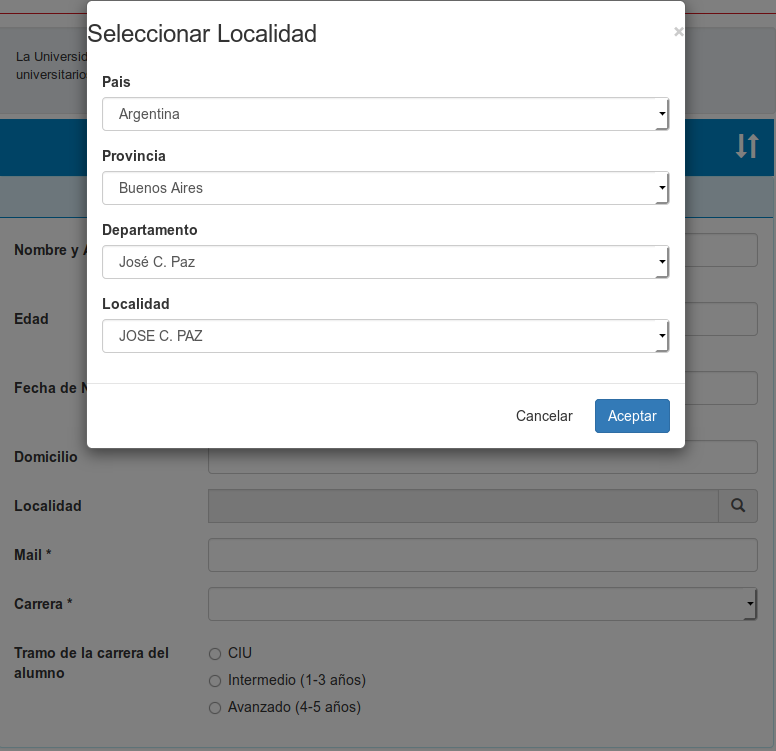 Seleccionar Localidad
×
La Universid
universitario
Pais
Argentina
Provincia
Buenos Aires
Departamento
José C. Paz
Localidad
JOSE C. PAZ
Cancelar
Aceptar
Nombre y A
Edad
Fecha de N
Domicilio
Localidad
Mail *
Carrera *
Tramo de la carrera del
alumno
CIU
Intermedio (1-3 años)
Avanzado (4-5 años)